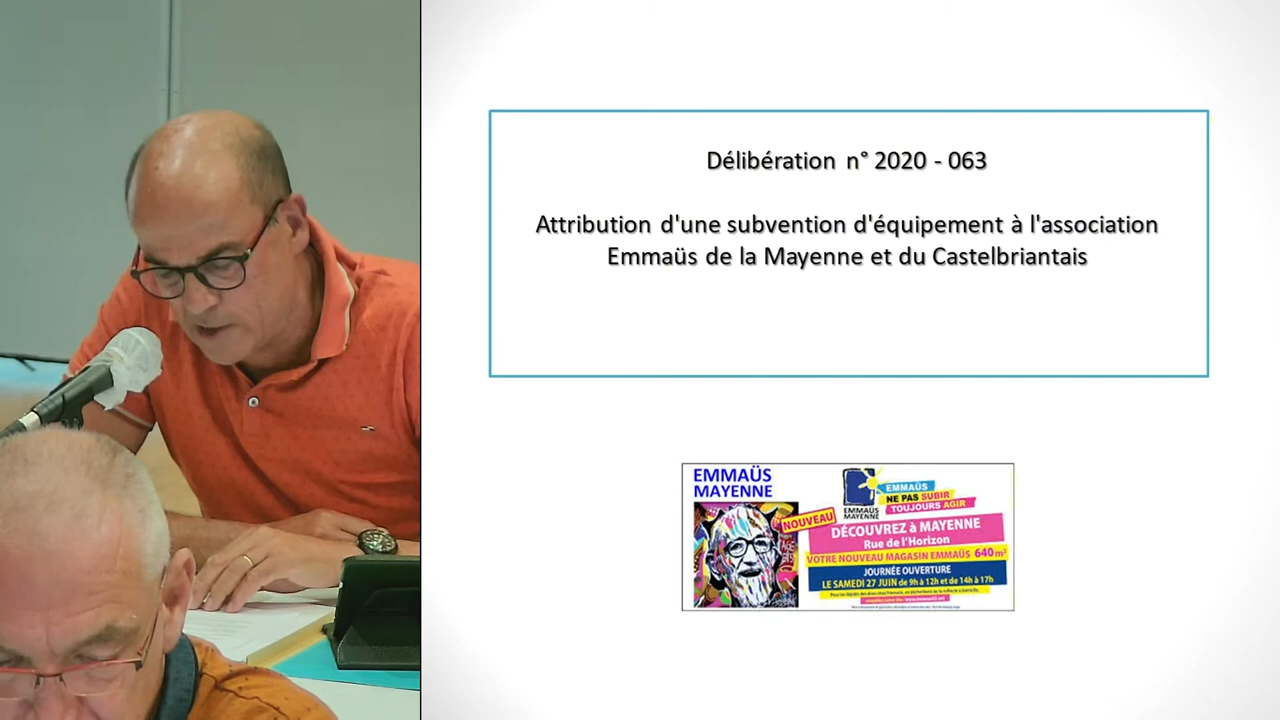 Délibération n° 2020 - 063
Attribution d'une subvention d'équipement à l'association
Emmaüs de la Mayenne et du Castelbriantais
EMMAÜS
MAYENNE
EMMAÜS
MAYENNE
EMMAÜS
NE PAS SUBIR
TOUJOURS AGIR
NOUVEAU
DÉCOUVREZ à MAYENNE
Rue de l'Horizon
VOTRE NOUVEAU MAGASIN EMMAÜS 640 m²
JOURNÉE OUVERTURE
LE SAMEDI 27 JUIN de 9h à 12h et de 14h à 17h